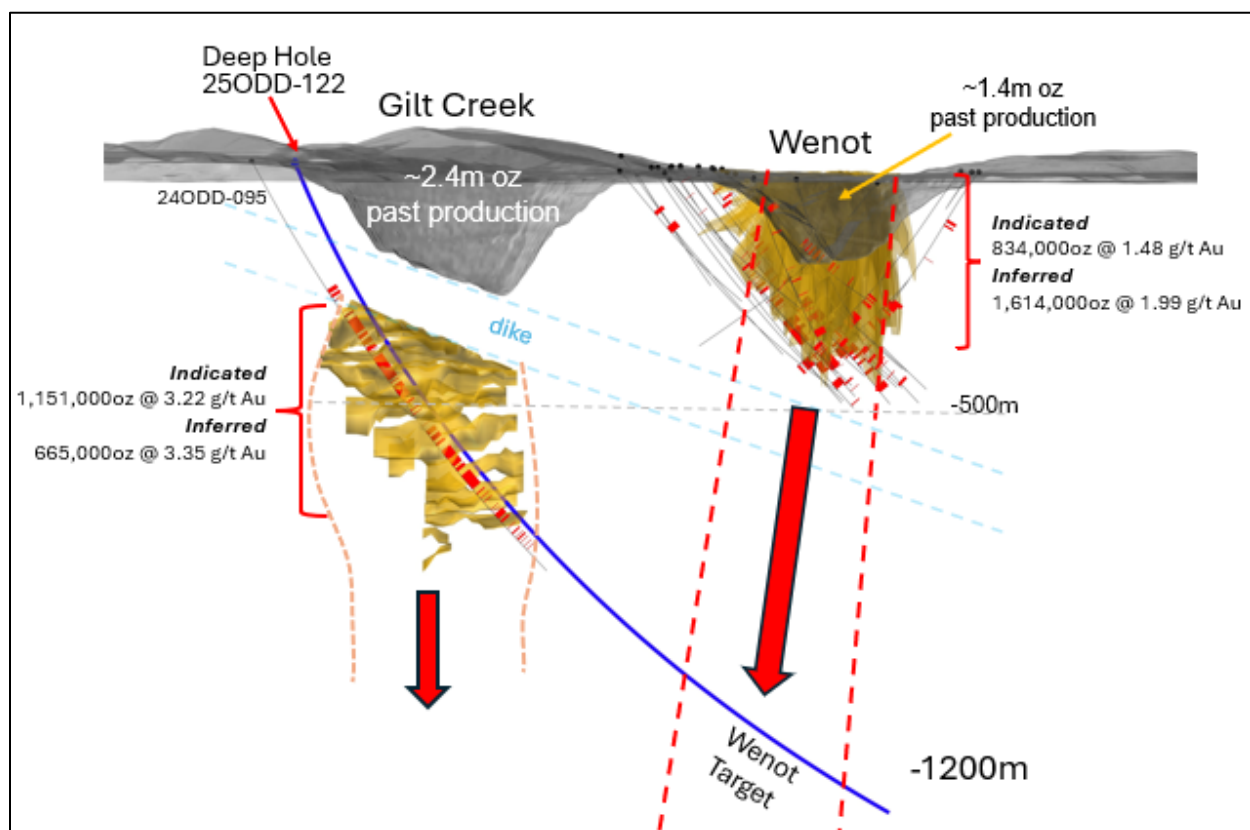 Deep Hole
25ODD-122
Gilt Creek
~1.4m oz
past production
Wenot
24ODD-095
~2.4m oz
past production
Indicated
834,000oz @ 1.48 g/t Au
Inferred
1,614,000oz @ 1.99 g/t Au
dike
Indicated
1,151,000oz @ 3.22 g/t Au
Inferred
665,000oz @ 3.35 g/t Au
-500m
Wenot
Target
-1200m